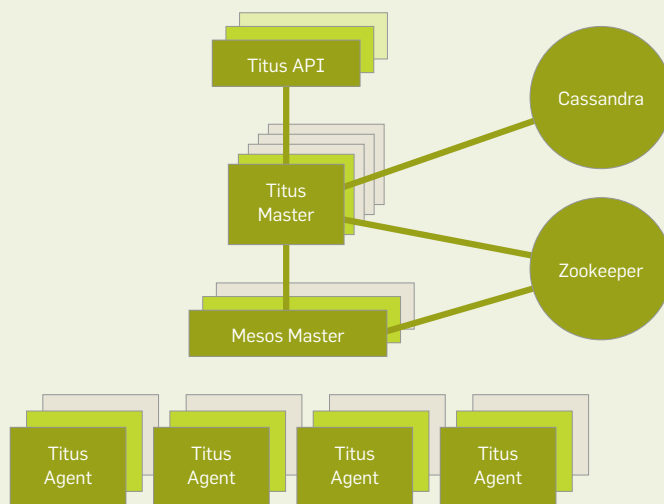 Titus API
Cassandra
Titus
Master
Zookeeper
Mesos Master
Titus
Agent
Titus
Agent
Titus
Agent
Titus
Agent